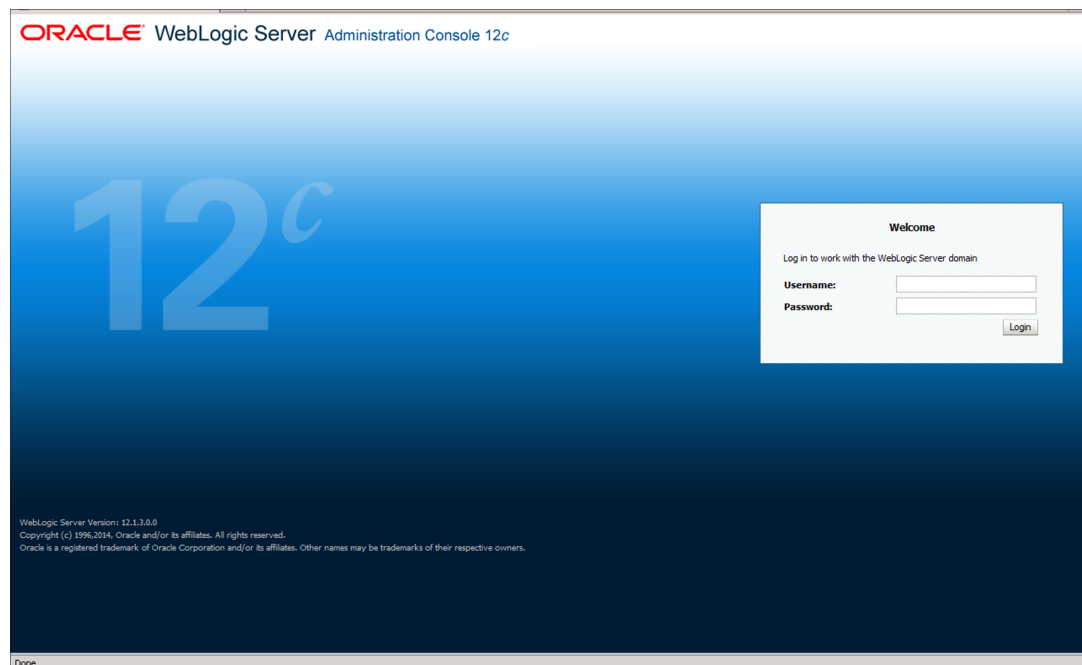 ORACLE® WebLogic Server Administration Console 12c
12c
Welcome
Log in to work with the WebLogic Server domain
Username:
Password:
Login
WebLogic Server Version: 12.1.3.0.0
Copyright (c) 1996,2014, Oracle and/or its affiliates. All rights reserved.
Oracle is a registered trademark of Oracle Corporation and/or its affiliates. Other names may be trademarks of their respective owners.
Done